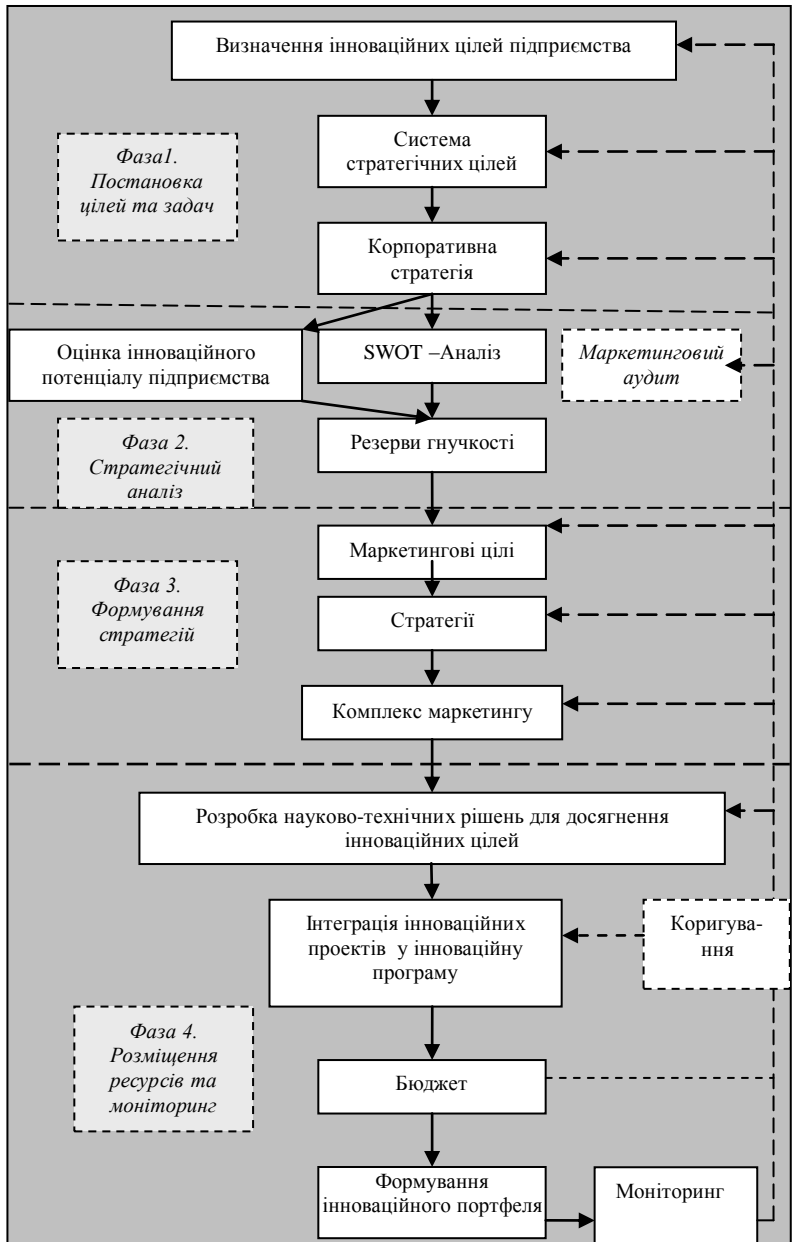 Визначення інноваційних цілей підприємства
Фаза1.
Постановка
цілей та задач
Система
стратегічних цілей
Корпоративна
стратегія
Оцінка інноваційного
потенціалу підприємства
SWOT –Аналіз
Маркетинговий
аудит
Фаза 2.
Стратегічний
аналіз
Резерви гнучкості
Маркетингові цілі
Фаза 3.
Формування
стратегій
Стратегії
Комплекс маркетингу
Розробка науково-технічних рішень для досягнення
інноваційних цілей
Інтеграція інноваційних
проектів у інноваційну
програму
Коригува-
ння
Фаза 4.
Розміщення
ресурсів та
моніторинг
Бюджет
Формування
інноваційного портфеля
Моніторинг